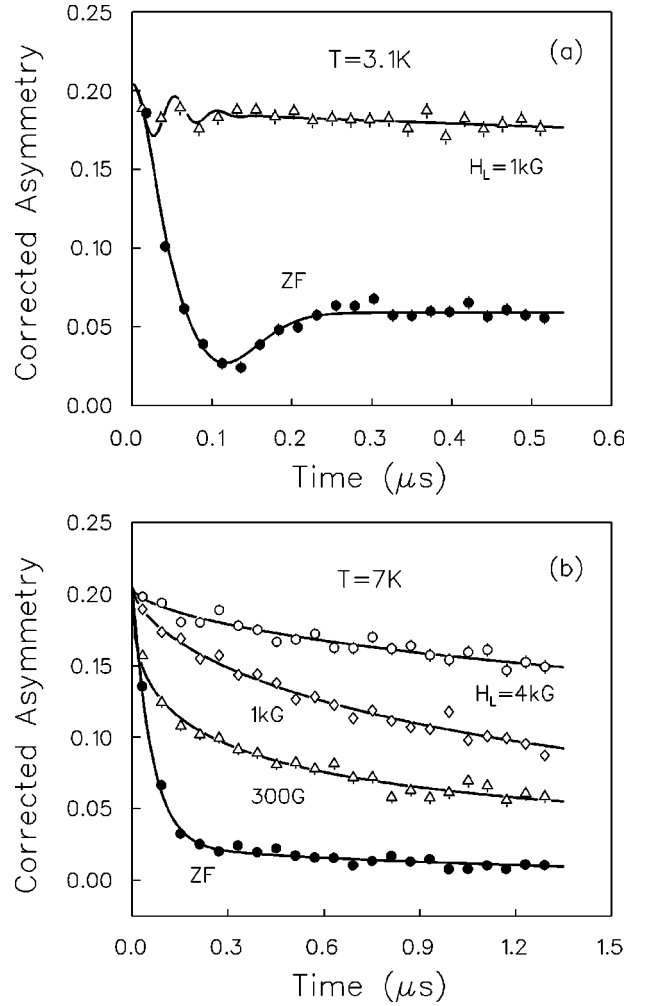 0.25
(a)
T=3.1K
0.20
0.15
H_L=1kG
0.10
ZF
0.05
0.00
Corrected Asymmetry
0.0 0.1 0.2 0.3 0.4 0.5 0.6
Time (μs)
0.25
(b)
T=7K
0.20
0.15
H_L=4kG
1kG
0.10
300G
0.05
ZF
0.00
Corrected Asymmetry
0.0 0.3 0.6 0.9 1.2 1.5
Time (μs)